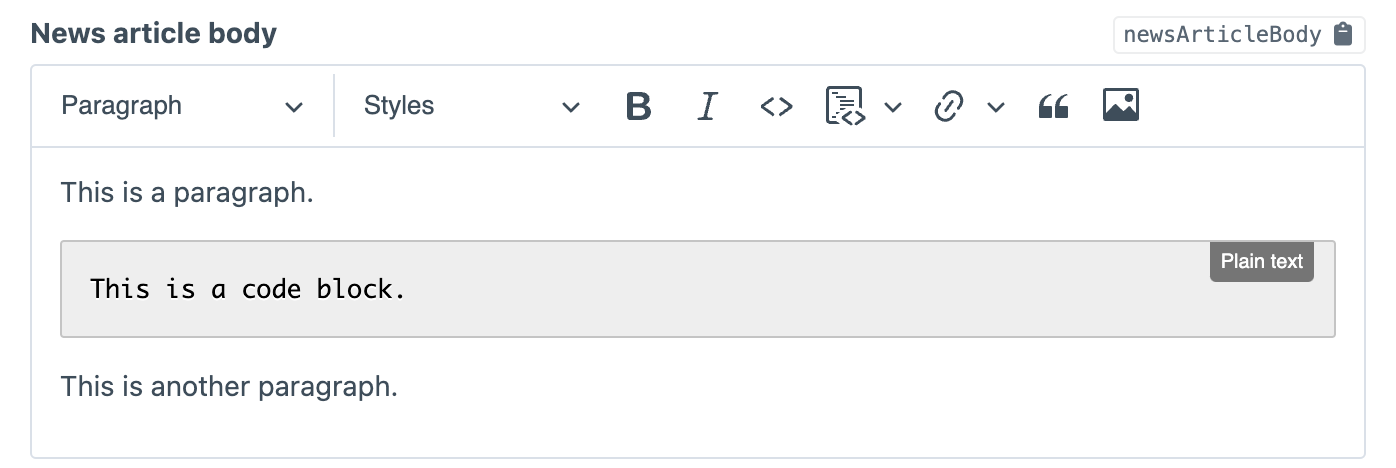 News article body
newsArticleBody
Paragraph
Styles
B I <>
This is a paragraph.
Plain text
This is a code block.
This is another paragraph.